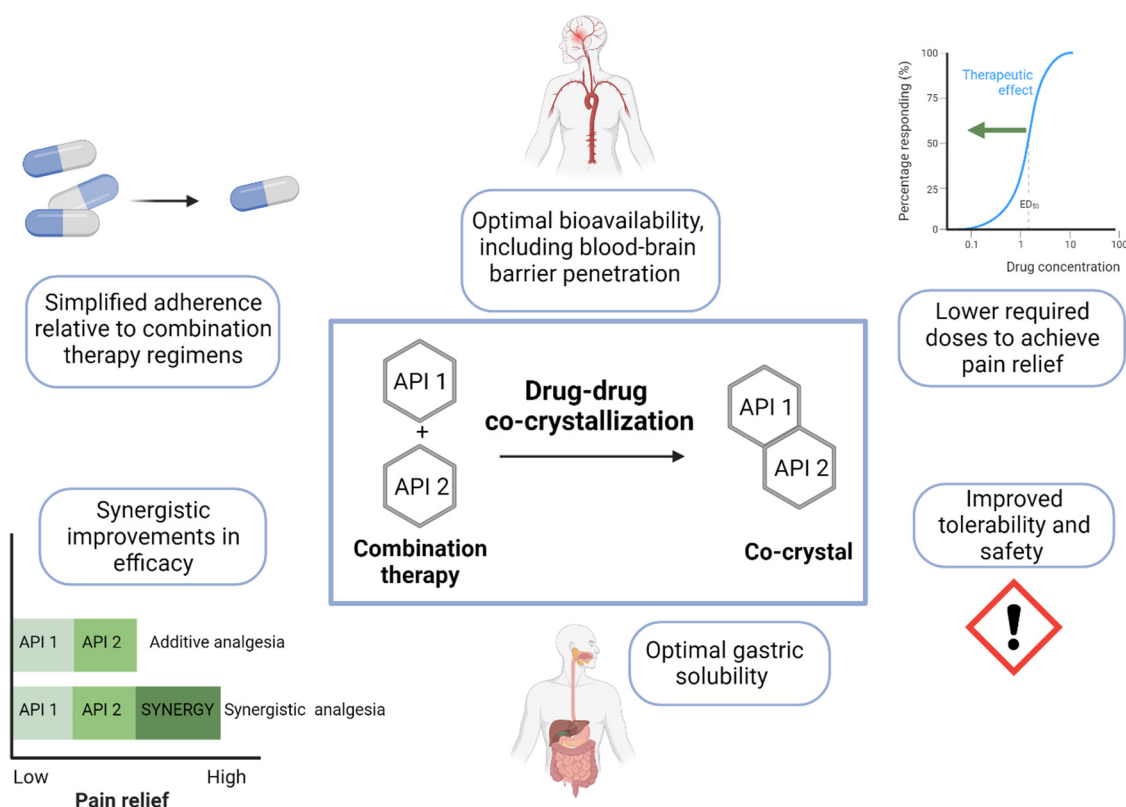 Optimal bioavailability,
including blood-brain
barrier penetration
Simplified adherence
relative to combination
therapy regimens
100
75
50
25
0
Percentage responding (%)
Therapeutic
effect
ED50
0.1
1
10
100
Drug concentration
Lower required
doses to achieve
pain relief
API 1
+
API 2
Combination
therapy
Drug-drug
co-crystallization
API 1
API 2
Co-crystal
Synergistic
improvements in
efficacy
API 1 API 2 Additive analgesia
API 1 API 2 SYNERGY Synergistic analgesia
Low High
Pain relief
Optimal gastric
solubility
Improved
tolerability and
safety
!